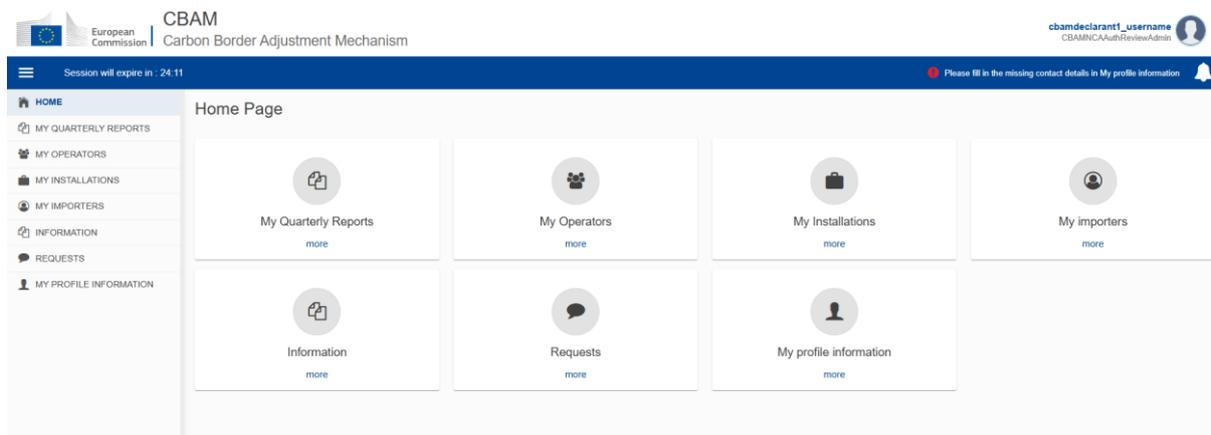 European
Commission
CBAM
Carbon Border Adjustment Mechanism
cbamdeclarant1_username
CBAMNCAAuthReviewAdmin
Session will expire in : 24:11
Please fill in the missing contact details in My profile information
HOME
MY QUARTERLY REPORTS
MY OPERATORS
MY INSTALLATIONS
MY IMPORTERS
INFORMATION
REQUESTS
MY PROFILE INFORMATION
Home Page
My Quarterly Reports
more
My Operators
more
My Installations
more
My importers
more
Information
more
Requests
more
My profile information
more